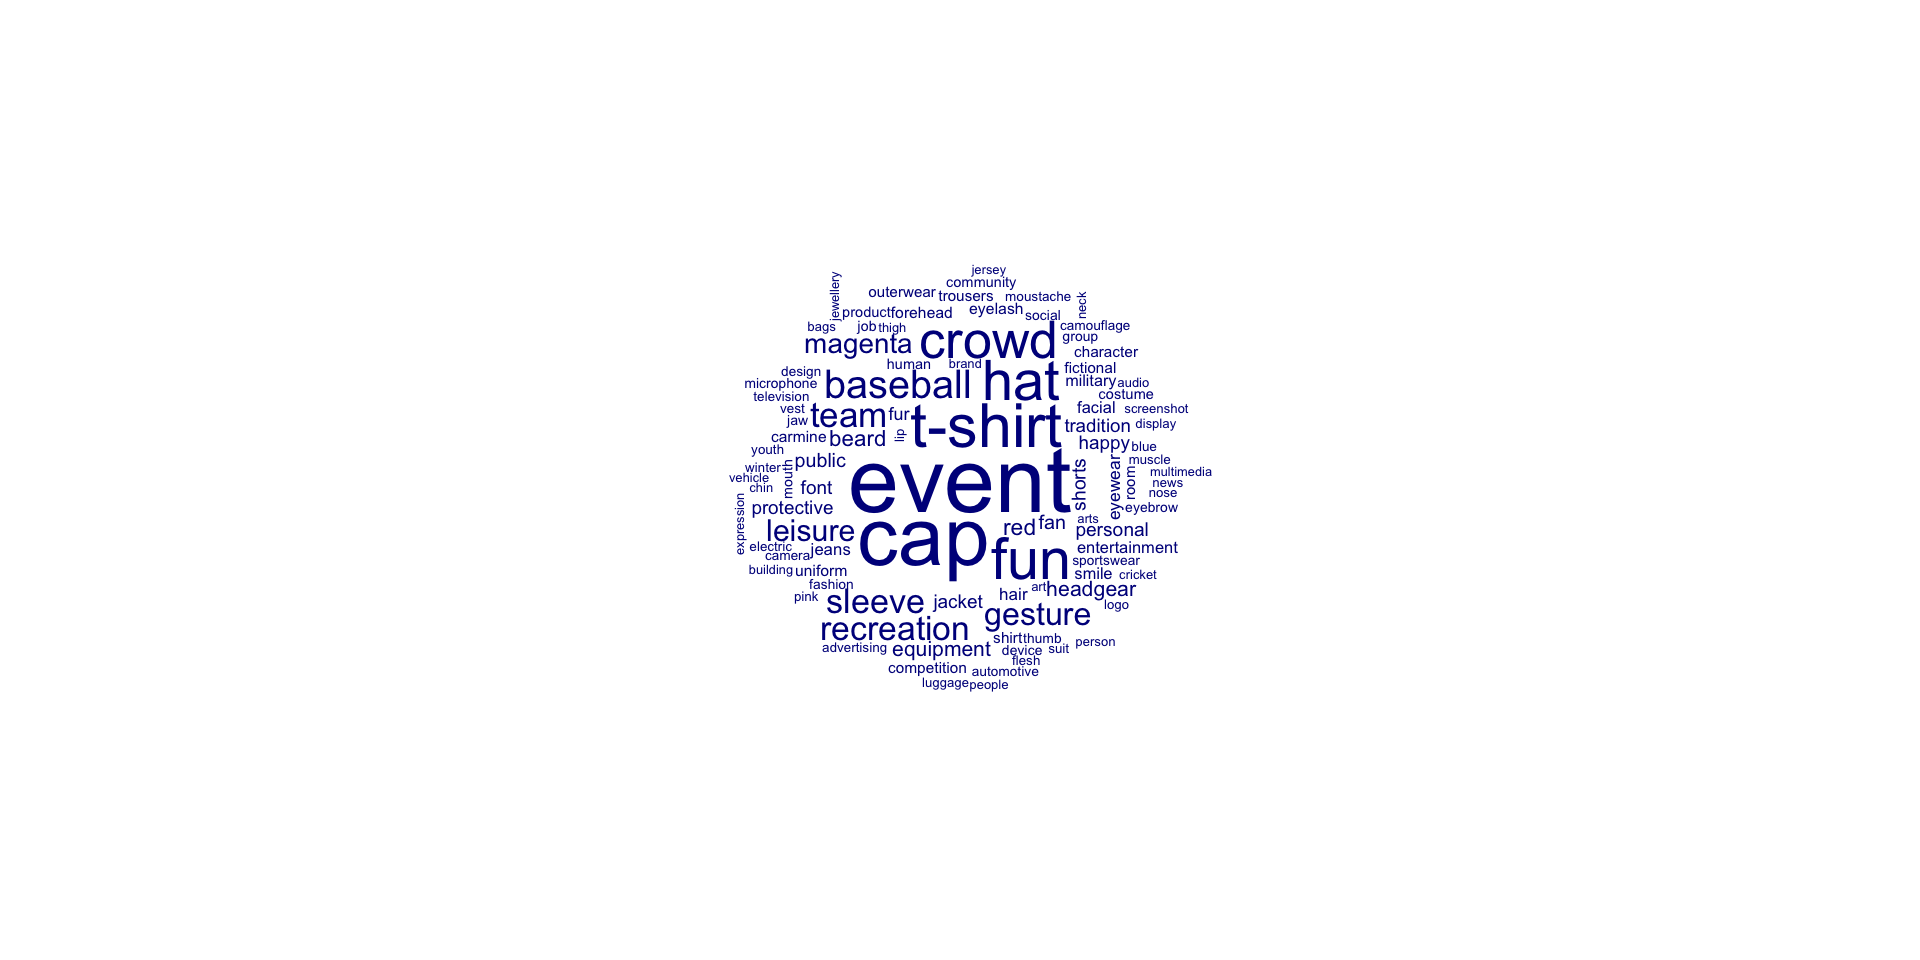 jersey
community
jewellery
outerwear
trousers
moustache
neck
product
forehead
eyelash
social
bags
job
thigh
crowd
camouflage
magenta
group
character
human
brand
hat
fictional
design
microphone
baseball
military
audio
television
costume
vest
team
fur
t-shirt
facial
screenshot
jaw
carmine
beard
lip
tradition
display
youth
happy
blue
public
winter
mouth
event
shorts
eyewear
room
muscle
multimedia
vehicle
chin
font
news
nose
protective
eyebrow
expression
leisure
cap
red
fan
arts
personal
electric
camera
jeans
fun
entertainment
sportswear
building
uniform
smile
cricket
fashion
pink
sleeve
jacket
hair
art
headgear
logo
recreation
gesture
advertising
equipment
shirt
thumb
person
device
suit
flesh
competition
automotive
luggage
people